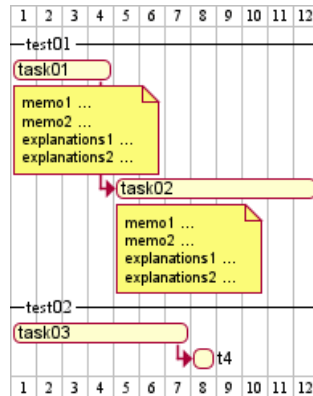 1 2 3 4 5 6 7 8 9 10 11 12
test01
task01
memo1 ...
memo2 ...
explanations1 ...
explanations2 ...
task02
memo1 ...
memo2 ...
explanations1 ...
explanations2 ...
test02
task03
t4
1 2 3 4 5 6 7 8 9 10 11 12